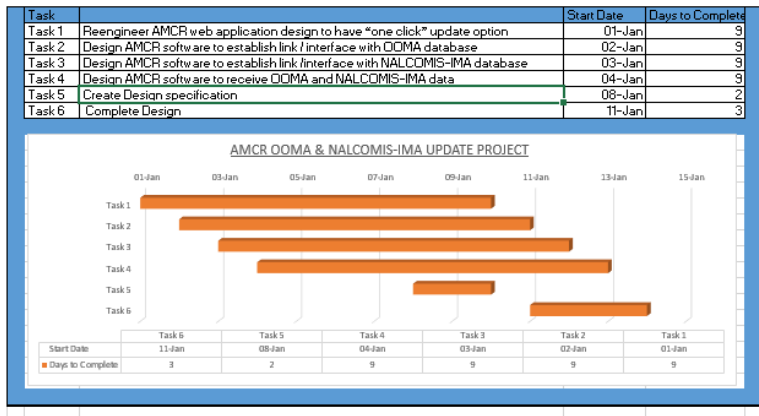 Task Start Date Days to Complete
Task 1 Reengineer AMCR web application design to have “one click” update option 01-Jan 9
Task 2 Design AMCR software to establish link / interface with OOMA database 02-Jan 9
Task 3 Design AMCR software to establish link /interface with NALCOMIS-IMA database 03-Jan 9
Task 4 Design AMCR software to receive OOMA and NALCOMIS-IMA data 04-Jan 9
Task 5 Create Design specification 08-Jan 2
Task 6 Complete Design 11-Jan 3
AMCR OOMA & NALCOMIS-IMA UPDATE PROJECT
01-Jan 03-Jan 05-Jan 07-Jan 09-Jan 11-Jan 13-Jan 15-Jan
Task 1
Task 2
Task 3
Task 4
Task 5
Task 6
Task 6 Task 5 Task 4 Task 3 Task 2 Task 1
Start Date 11-Jan 08-Jan 04-Jan 03-Jan 02-Jan 01-Jan
Days to Complete 3 2 9 9 9 9